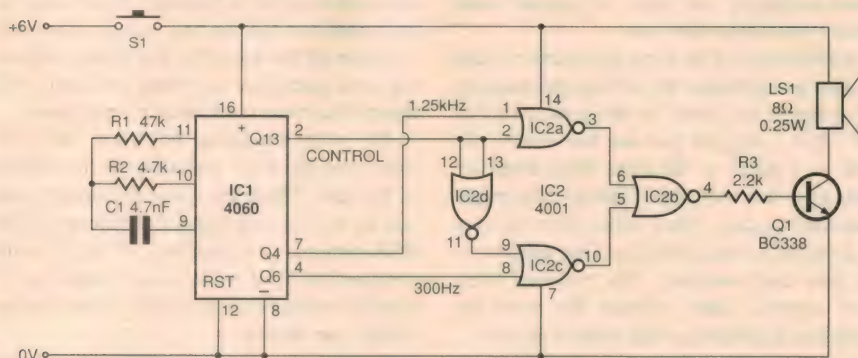 +6V
S1
16
+
R1 47k
11
R2 4.7k
10
C1 4.7nF
9
IC1
4060
Q13
2
CONTROL
Q4
7
Q6
4
RST
12
8
1.25kHz
300Hz
1
2
14
3
IC2a
12
13
IC2d
11
IC2
4001
9
8
10
IC2c
7
6
5
IC2b
4
R3
2.2k
LS1
8Ω
0.25W
Q1
BC338
0V